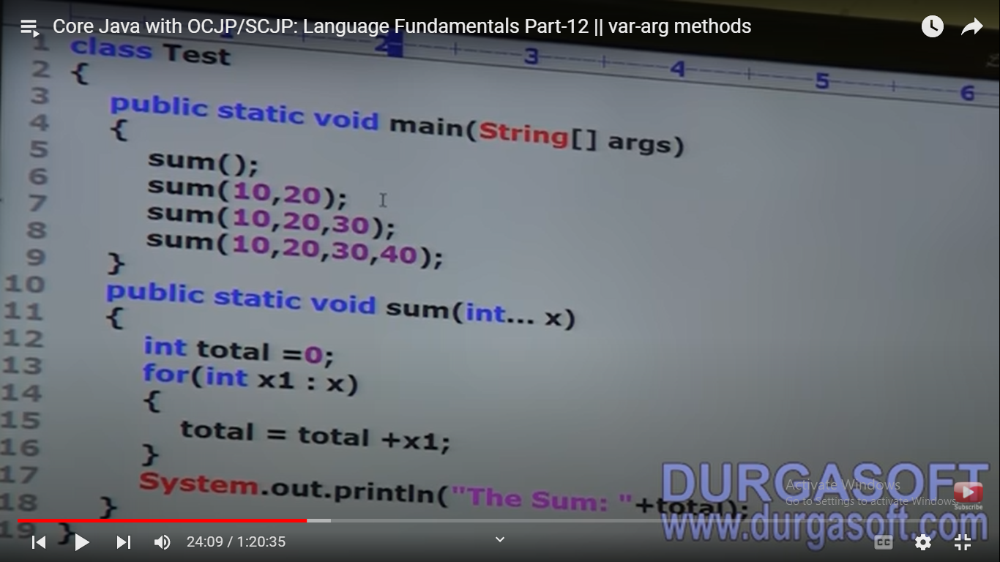 Core Java with OCJP/SCJP: Language Fundamentals Part-12 || var-arg methods
2 3 4 5 6
1 class Test
2 {
3 public static void main(String[] args)
4 {
5 sum();
6 sum(10,20);
7 sum(10,20,30);
8 sum(10,20,30,40);
9 }
10 public static void sum(int... x)
11 {
12 int total =0;
13 for(int x1 : x)
14 {
15 total = total +x1;
16 }
17 System.out.println("The Sum: "+total);
18 }
19 }
DURGASOFT
Activate Windows
Go to Settings to activate Windows.
Subscribe
www.durgasoft.com
24:09 / 1:20:35
CC